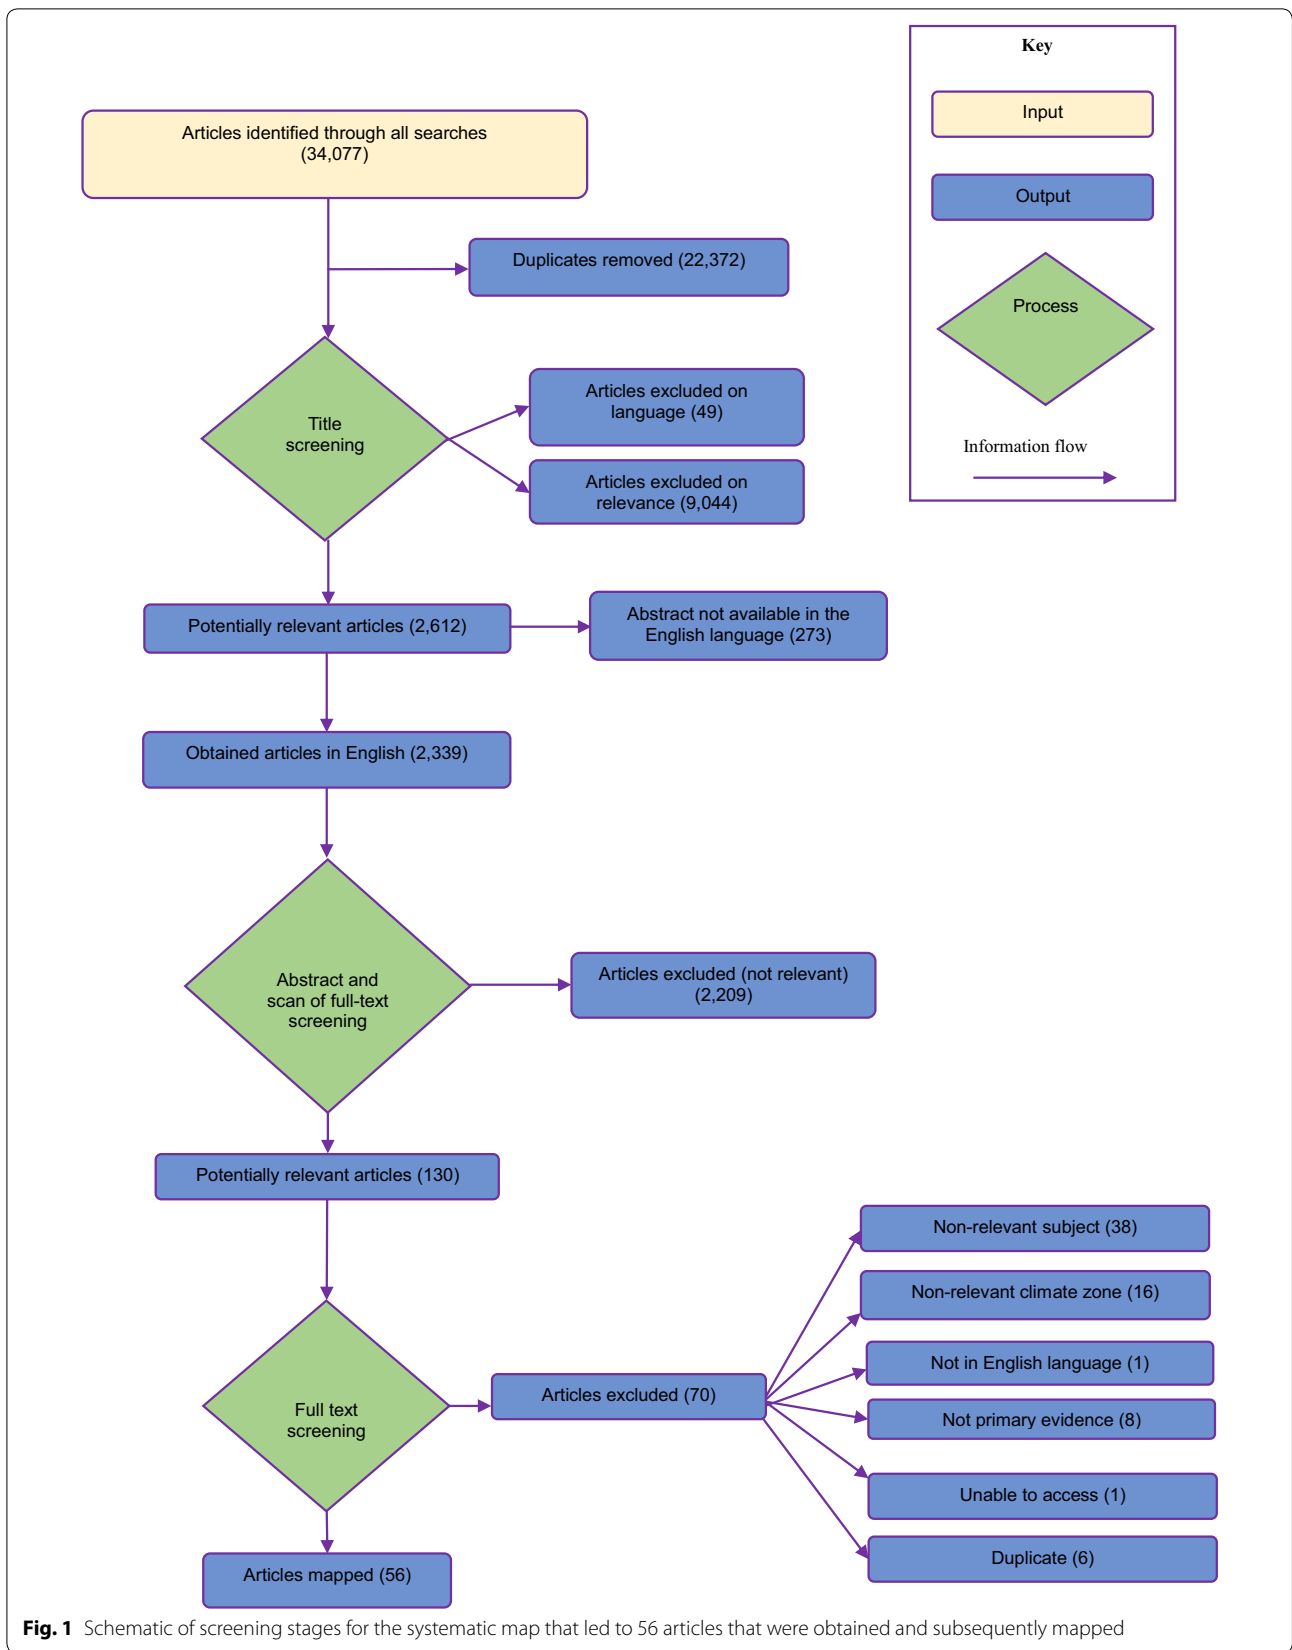 Key
Input
Output
Process
Information flow
Articles identified through all searches
(34,077)
Duplicates removed (22,372)
Title
screening
Articles excluded on
language (49)
Articles excluded on
relevance (9,044)
Potentially relevant articles (2,612)
Abstract not available in the
English language (273)
Obtained articles in English (2,339)
Abstract and
scan of full-text
screening
Articles excluded (not relevant)
(2,209)
Potentially relevant articles (130)
Full text
screening
Articles excluded (70)
Non-relevant subject (38)
Non-relevant climate zone (16)
Not in English language (1)
Not primary evidence (8)
Unable to access (1)
Duplicate (6)
Articles mapped (56)
Fig. 1 Schematic of screening stages for the systematic map that led to 56 articles that were obtained and subsequently mapped